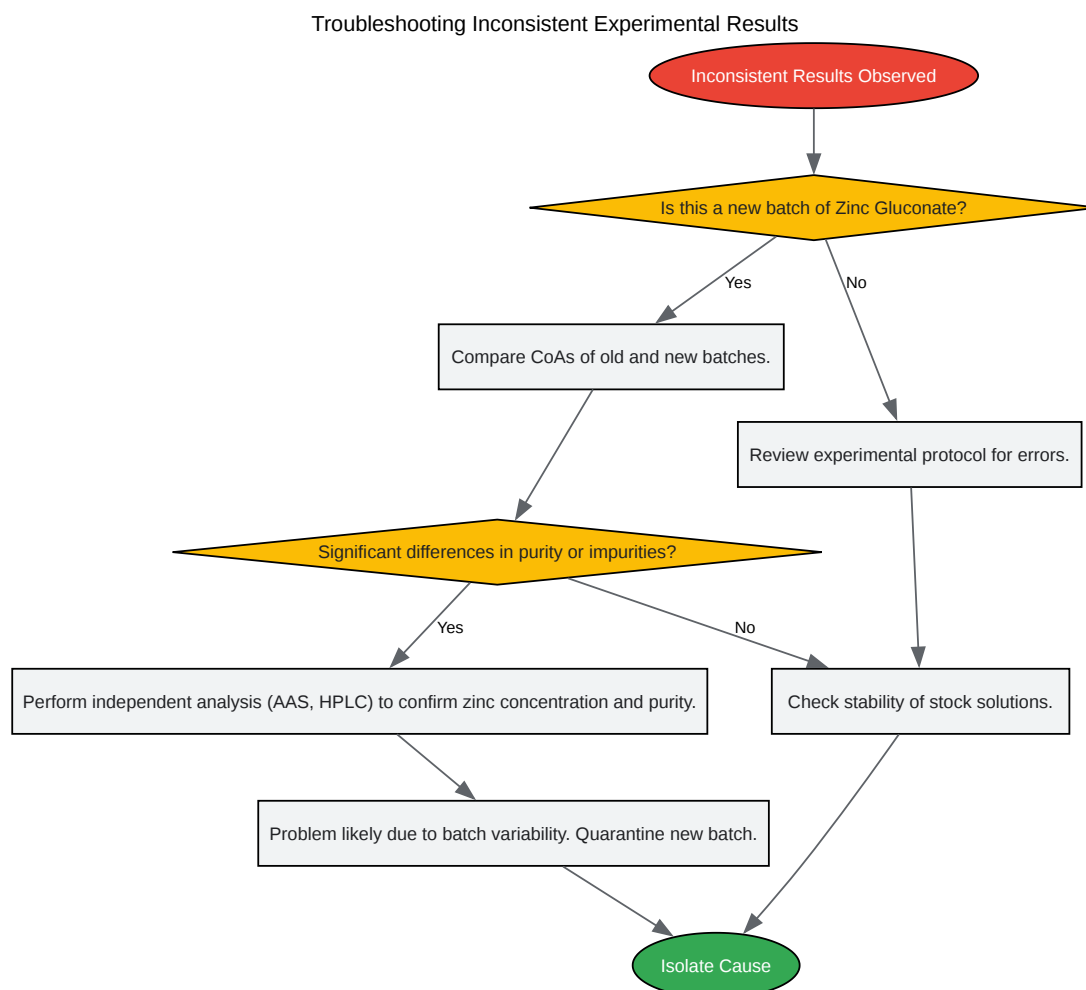 Troubleshooting Inconsistent Experimental Results
Inconsistent Results Observed
Is this a new batch of Zinc Gluconate?
Yes
No
Compare CoAs of old and new batches.
Review experimental protocol for errors.
Significant differences in purity or impurities?
Yes
No
Perform independent analysis (AAS, HPLC) to confirm zinc concentration and purity.
Check stability of stock solutions.
Problem likely due to batch variability. Quarantine new batch.
Isolate Cause